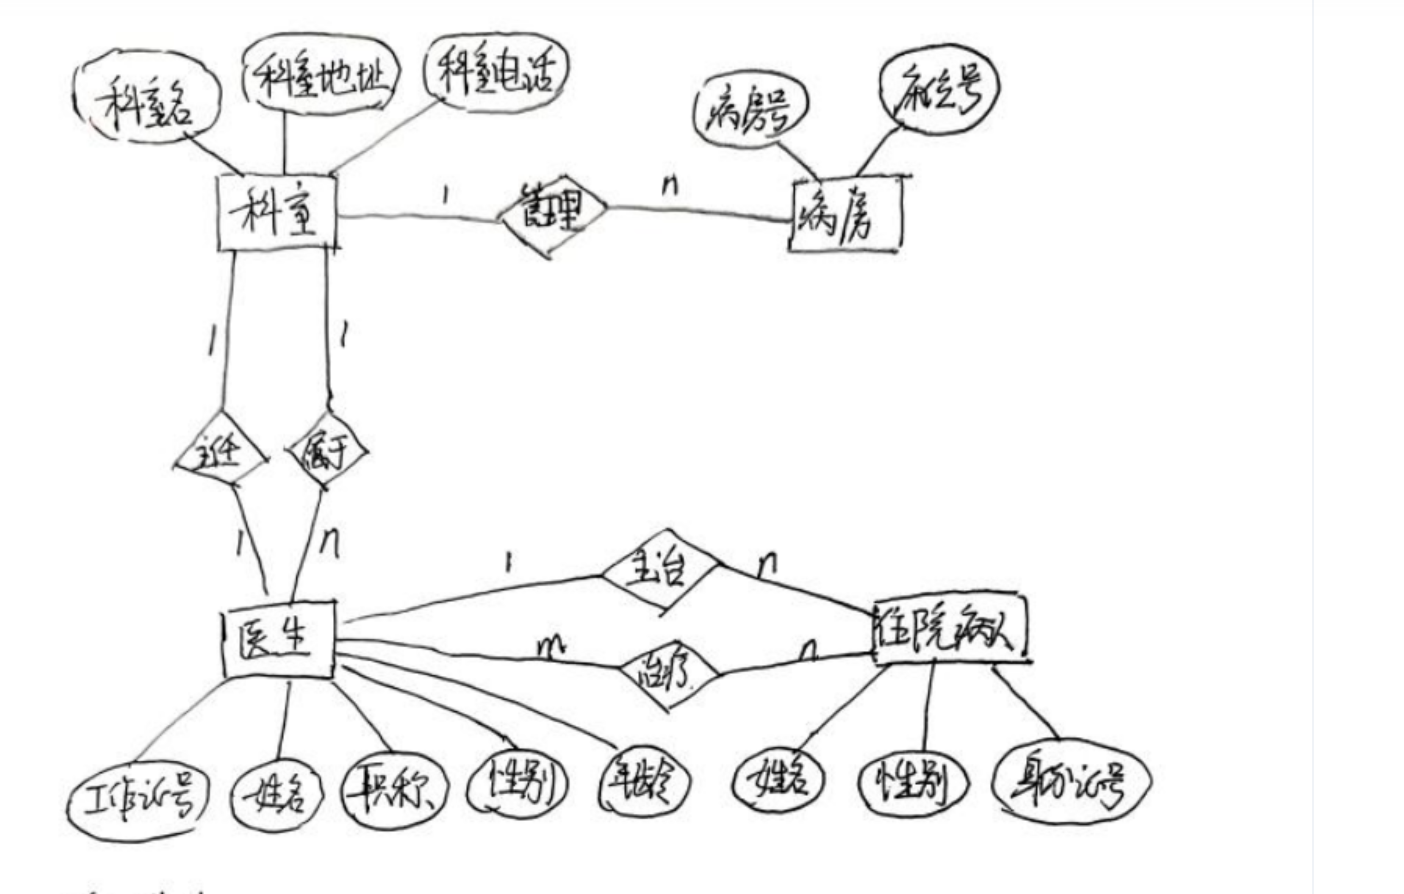 科室名 科室地址 科室电话 病房号 床位号
科室 1 管理 n 病房
1 1
主任 属于
1 n
1 主治 n
医生 住院病人
m 治疗 n
工作证号 姓名 职称 性别 年龄 姓名 性别 身份证号